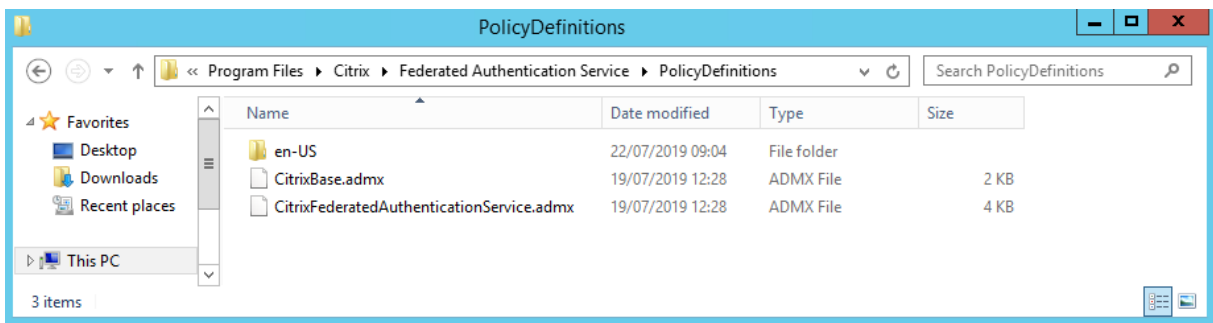 PolicyDefinitions
« Program Files ▸ Citrix ▸ Federated Authentication Service ▸ PolicyDefinitions Search PolicyDefinitions
Favorites
Desktop
Downloads
Recent places
This PC
Name Date modified Type Size
en-US 22/07/2019 09:04 File folder
CitrixBase.admx 19/07/2019 12:28 ADMX File 2 KB
CitrixFederatedAuthenticationService.admx 19/07/2019 12:28 ADMX File 4 KB
3 items